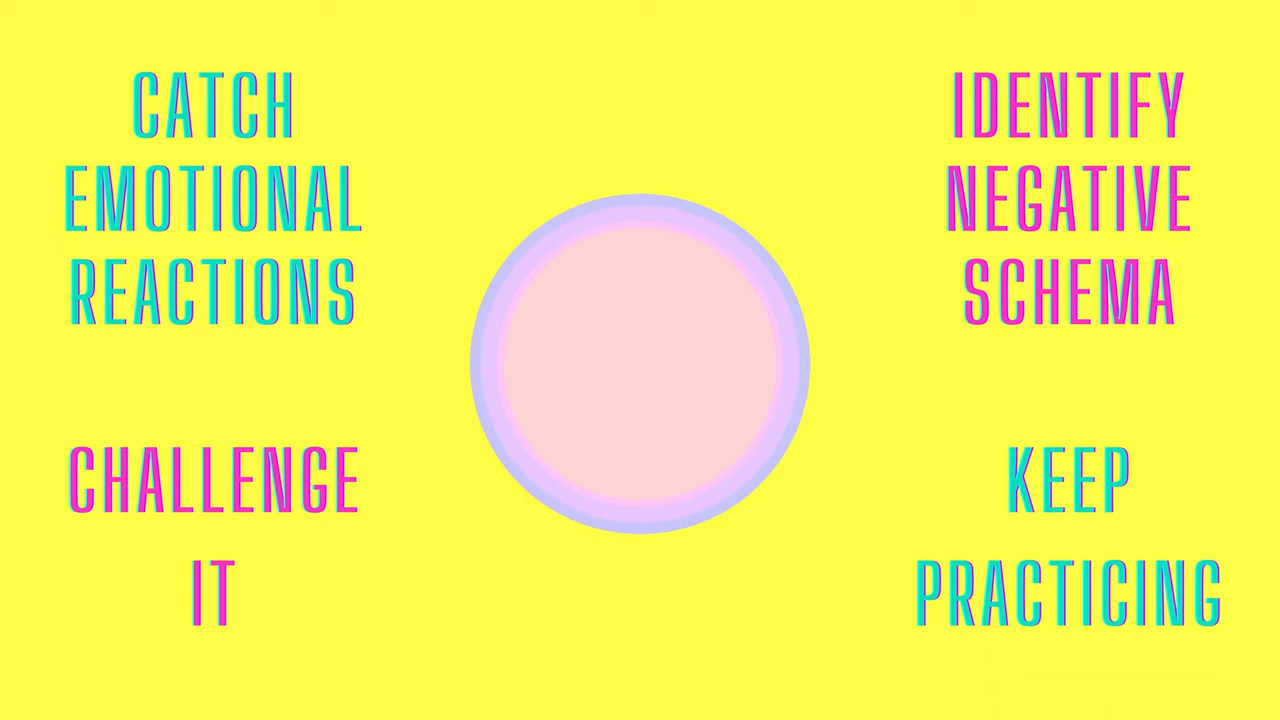 CATCH
EMOTIONAL
REACTIONS
IDENTIFY
NEGATIVE
SCHEMA
CHALLENGE
IT
KEEP
PRACTICING